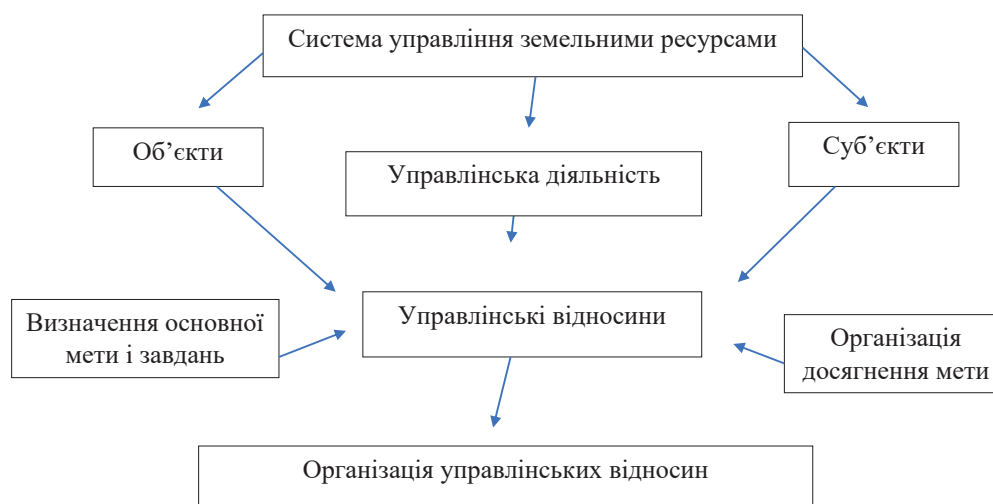 Система управління земельними ресурсами
Об’єкти
Управлінська діяльність
Суб’єкти
Визначення основної
мети і завдань
Управлінські відносини
Організація
досягнення мети
Організація управлінських відносин